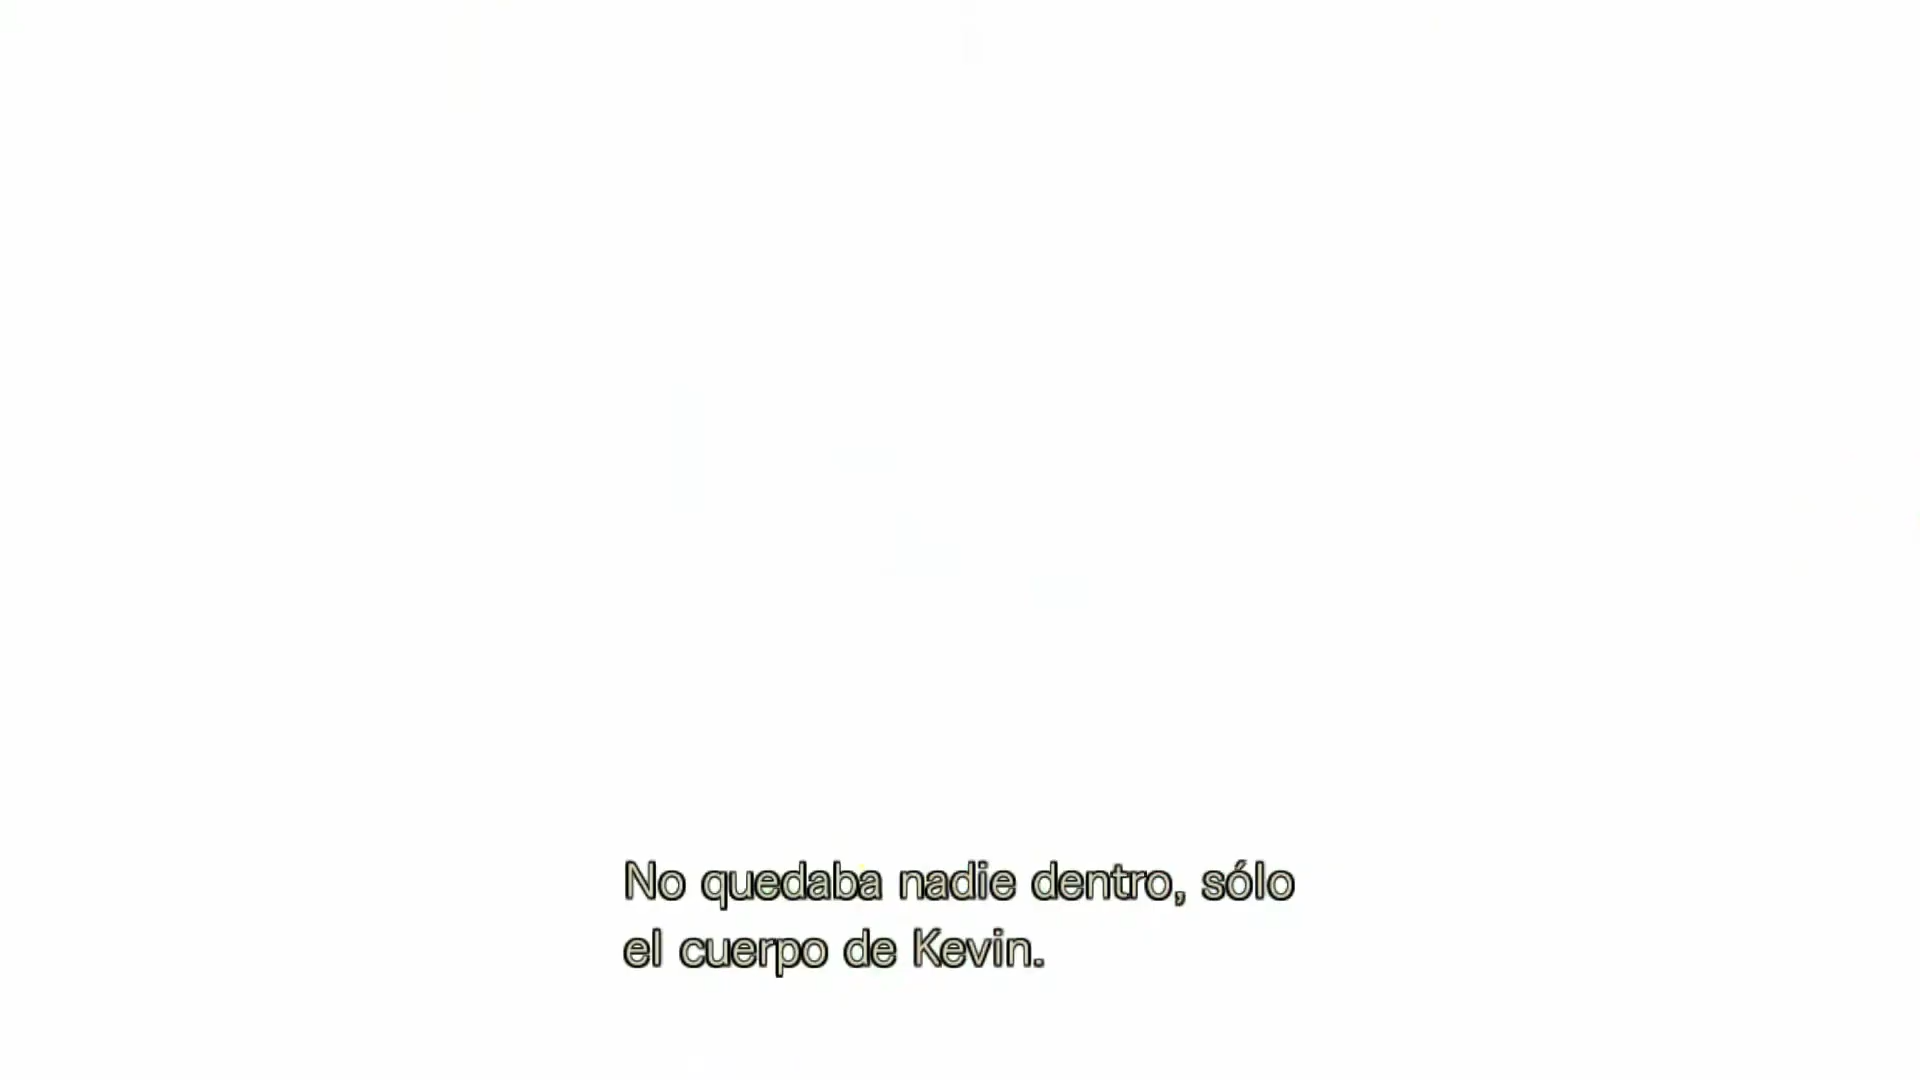 No quedaba nadie dentro, sólo
el cuerpo de Kevin.